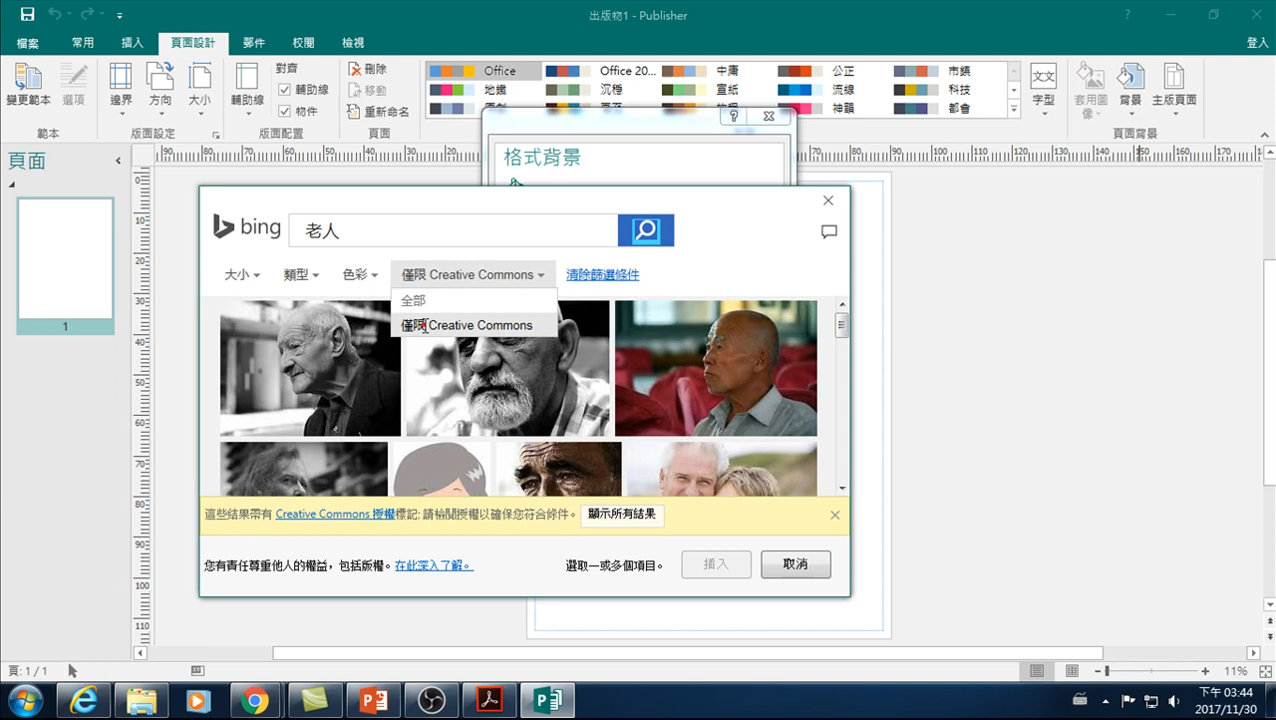 出版物1 - Publisher
檔案 常用 插入 頁面設計 郵件 校閱 檢視 登入
變更範本 選項 邊界 方向 大小 輔助線
對齊
輔助線
物件
刪除
移動
重新命名
Office Office 20... 中庸 公正 市鎮
地鐵 沉穩 宣紙 流線 科技
神韻 都會
字型 套用圖像 背景 主版頁面
範本 版面設定 版面配置 頁面 頁面背景
頁面
1
格式背景
bing 老人
大小 類型 色彩 僅限 Creative Commons 清除篩選條件
全部
僅限 Creative Commons
這些結果帶有 Creative Commons 授權標記; 請檢閱授權以確保您符合條件。 顯示所有結果
您有責任尊重他人的權益，包括版權。在此深入了解。 選取一或多個項目。 插入 取消
頁: 1 / 1 11%
下午 03:44
2017/11/30